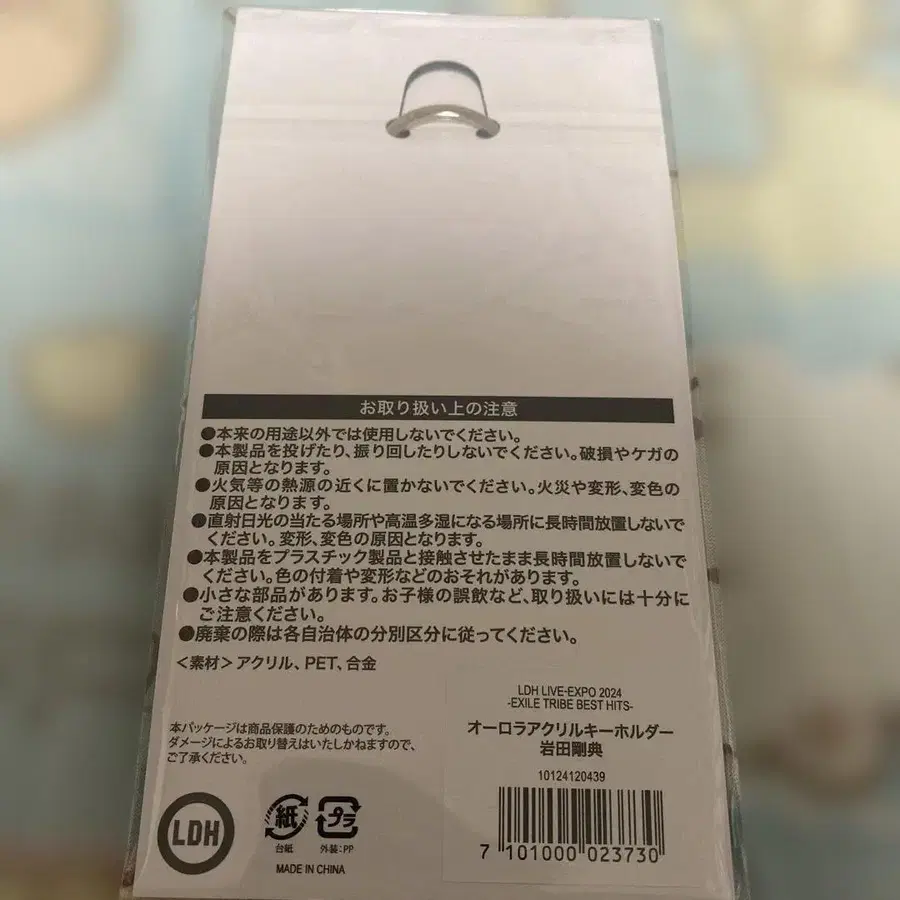 お取り扱い上の注意
●本来の用途以外では使用しないでください。
●本製品を投げたり、振り回したりしないでください。破損やケガの
原因となります。
●火気等の熱源の近くに置かないでください。火災や変形、変色の
原因となります。
●直射日光の当たる場所や高温多湿になる場所に長時間放置しないで
ください。変形、変色の原因となります。
●本製品をプラスチック製品と接触させたまま長時間放置しないで
ください。色の付着や変形などのおそれがあります。
●小さな部品があります。お子様の誤飲など、取り扱いには十分に
ご注意ください。
●廃棄の際は各自治体の分別区分に従ってください。
＜素材＞アクリル、PET、合金
本パッケージは商品保護のためのものです。
ダメージによるお取り替えはいたしかねますので、
ご了承ください。
LDH
紙
台紙
プラ
外装:PP
MADE IN CHINA
LDH LIVE-EXPO 2024
-EXILE TRIBE BEST HITS-
オーロラアクリルキーホルダー
岩田剛典
10124120439
7 101000 023730